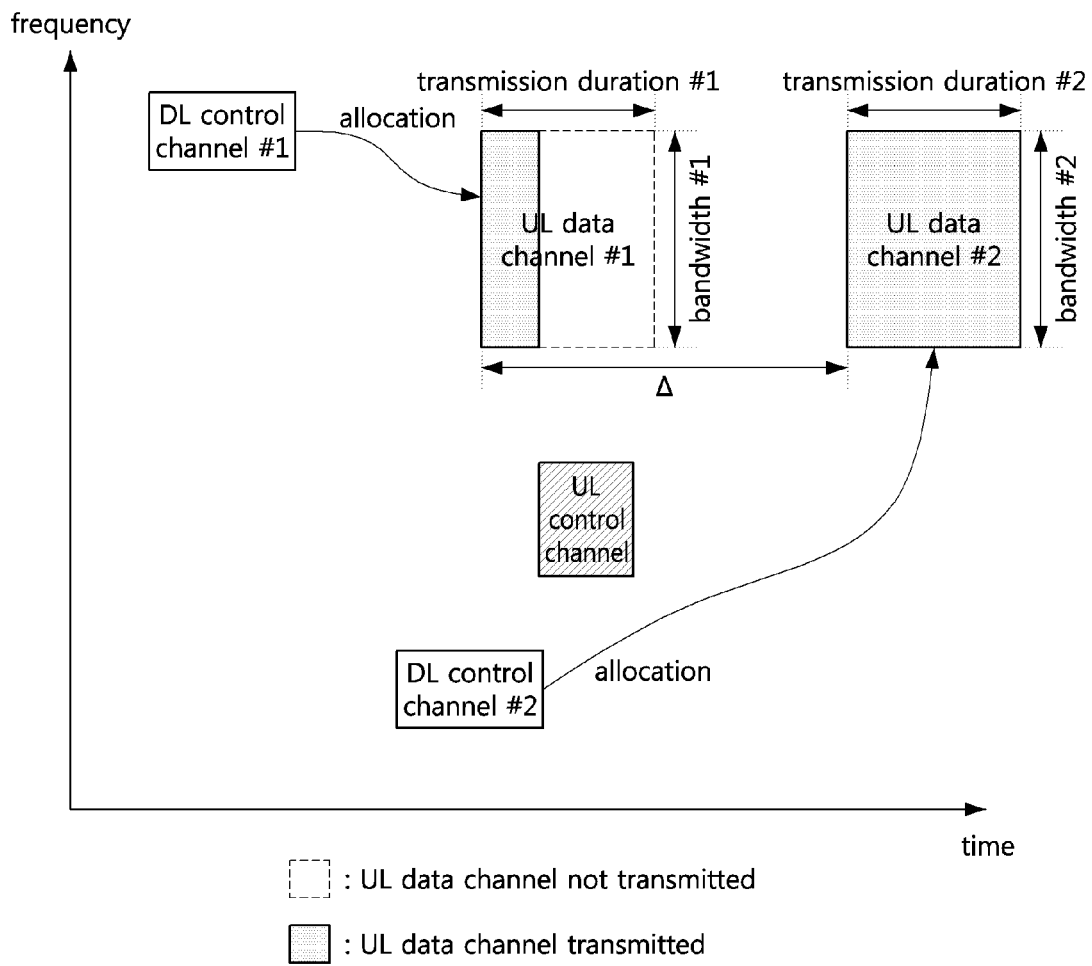 frequency
transmission duration #1
transmission duration #2
DL control
channel #1
allocation
UL data
channel #1
bandwidth #1
UL data
channel #2
bandwidth #2
Δ
UL
control
channel
DL control
channel #2
allocation
time
: UL data channel not transmitted
: UL data channel transmitted